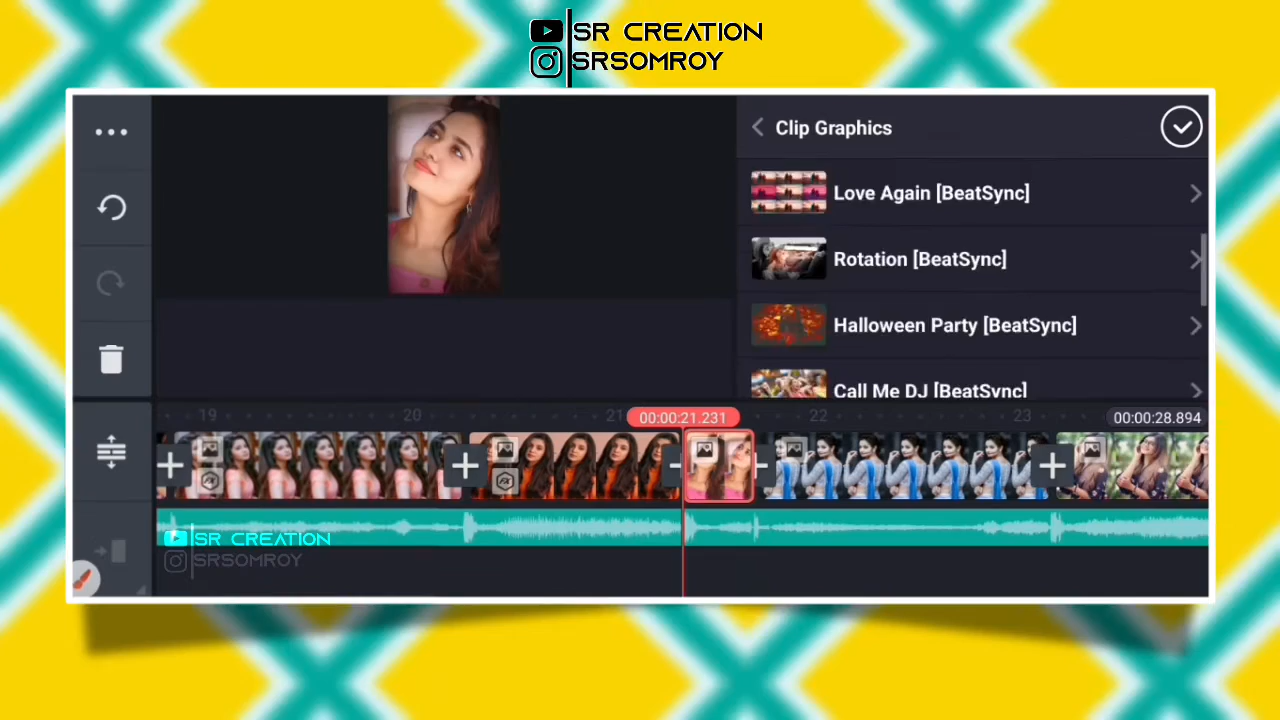 SR CREATION
SRSOMROY
Clip Graphics
Love Again [BeatSync]
Rotation [BeatSync]
Halloween Party [BeatSync]
Call Me DJ [BeatSync]
19
20
21
00:00:21.231
22
23
00:00:28.894
SR CREATION
SRSOMROY